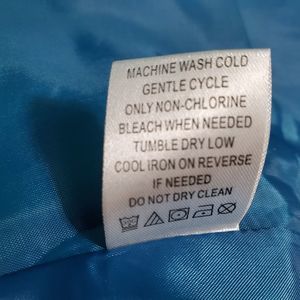 MACHINE WASH COLD
GENTLE CYCLE
ONLY NON-CHLORINE
BLEACH WHEN NEEDED
TUMBLE DRY LOW
COOL IRON ON REVERSE
IF NEEDED
DO NOT DRY CLEAN